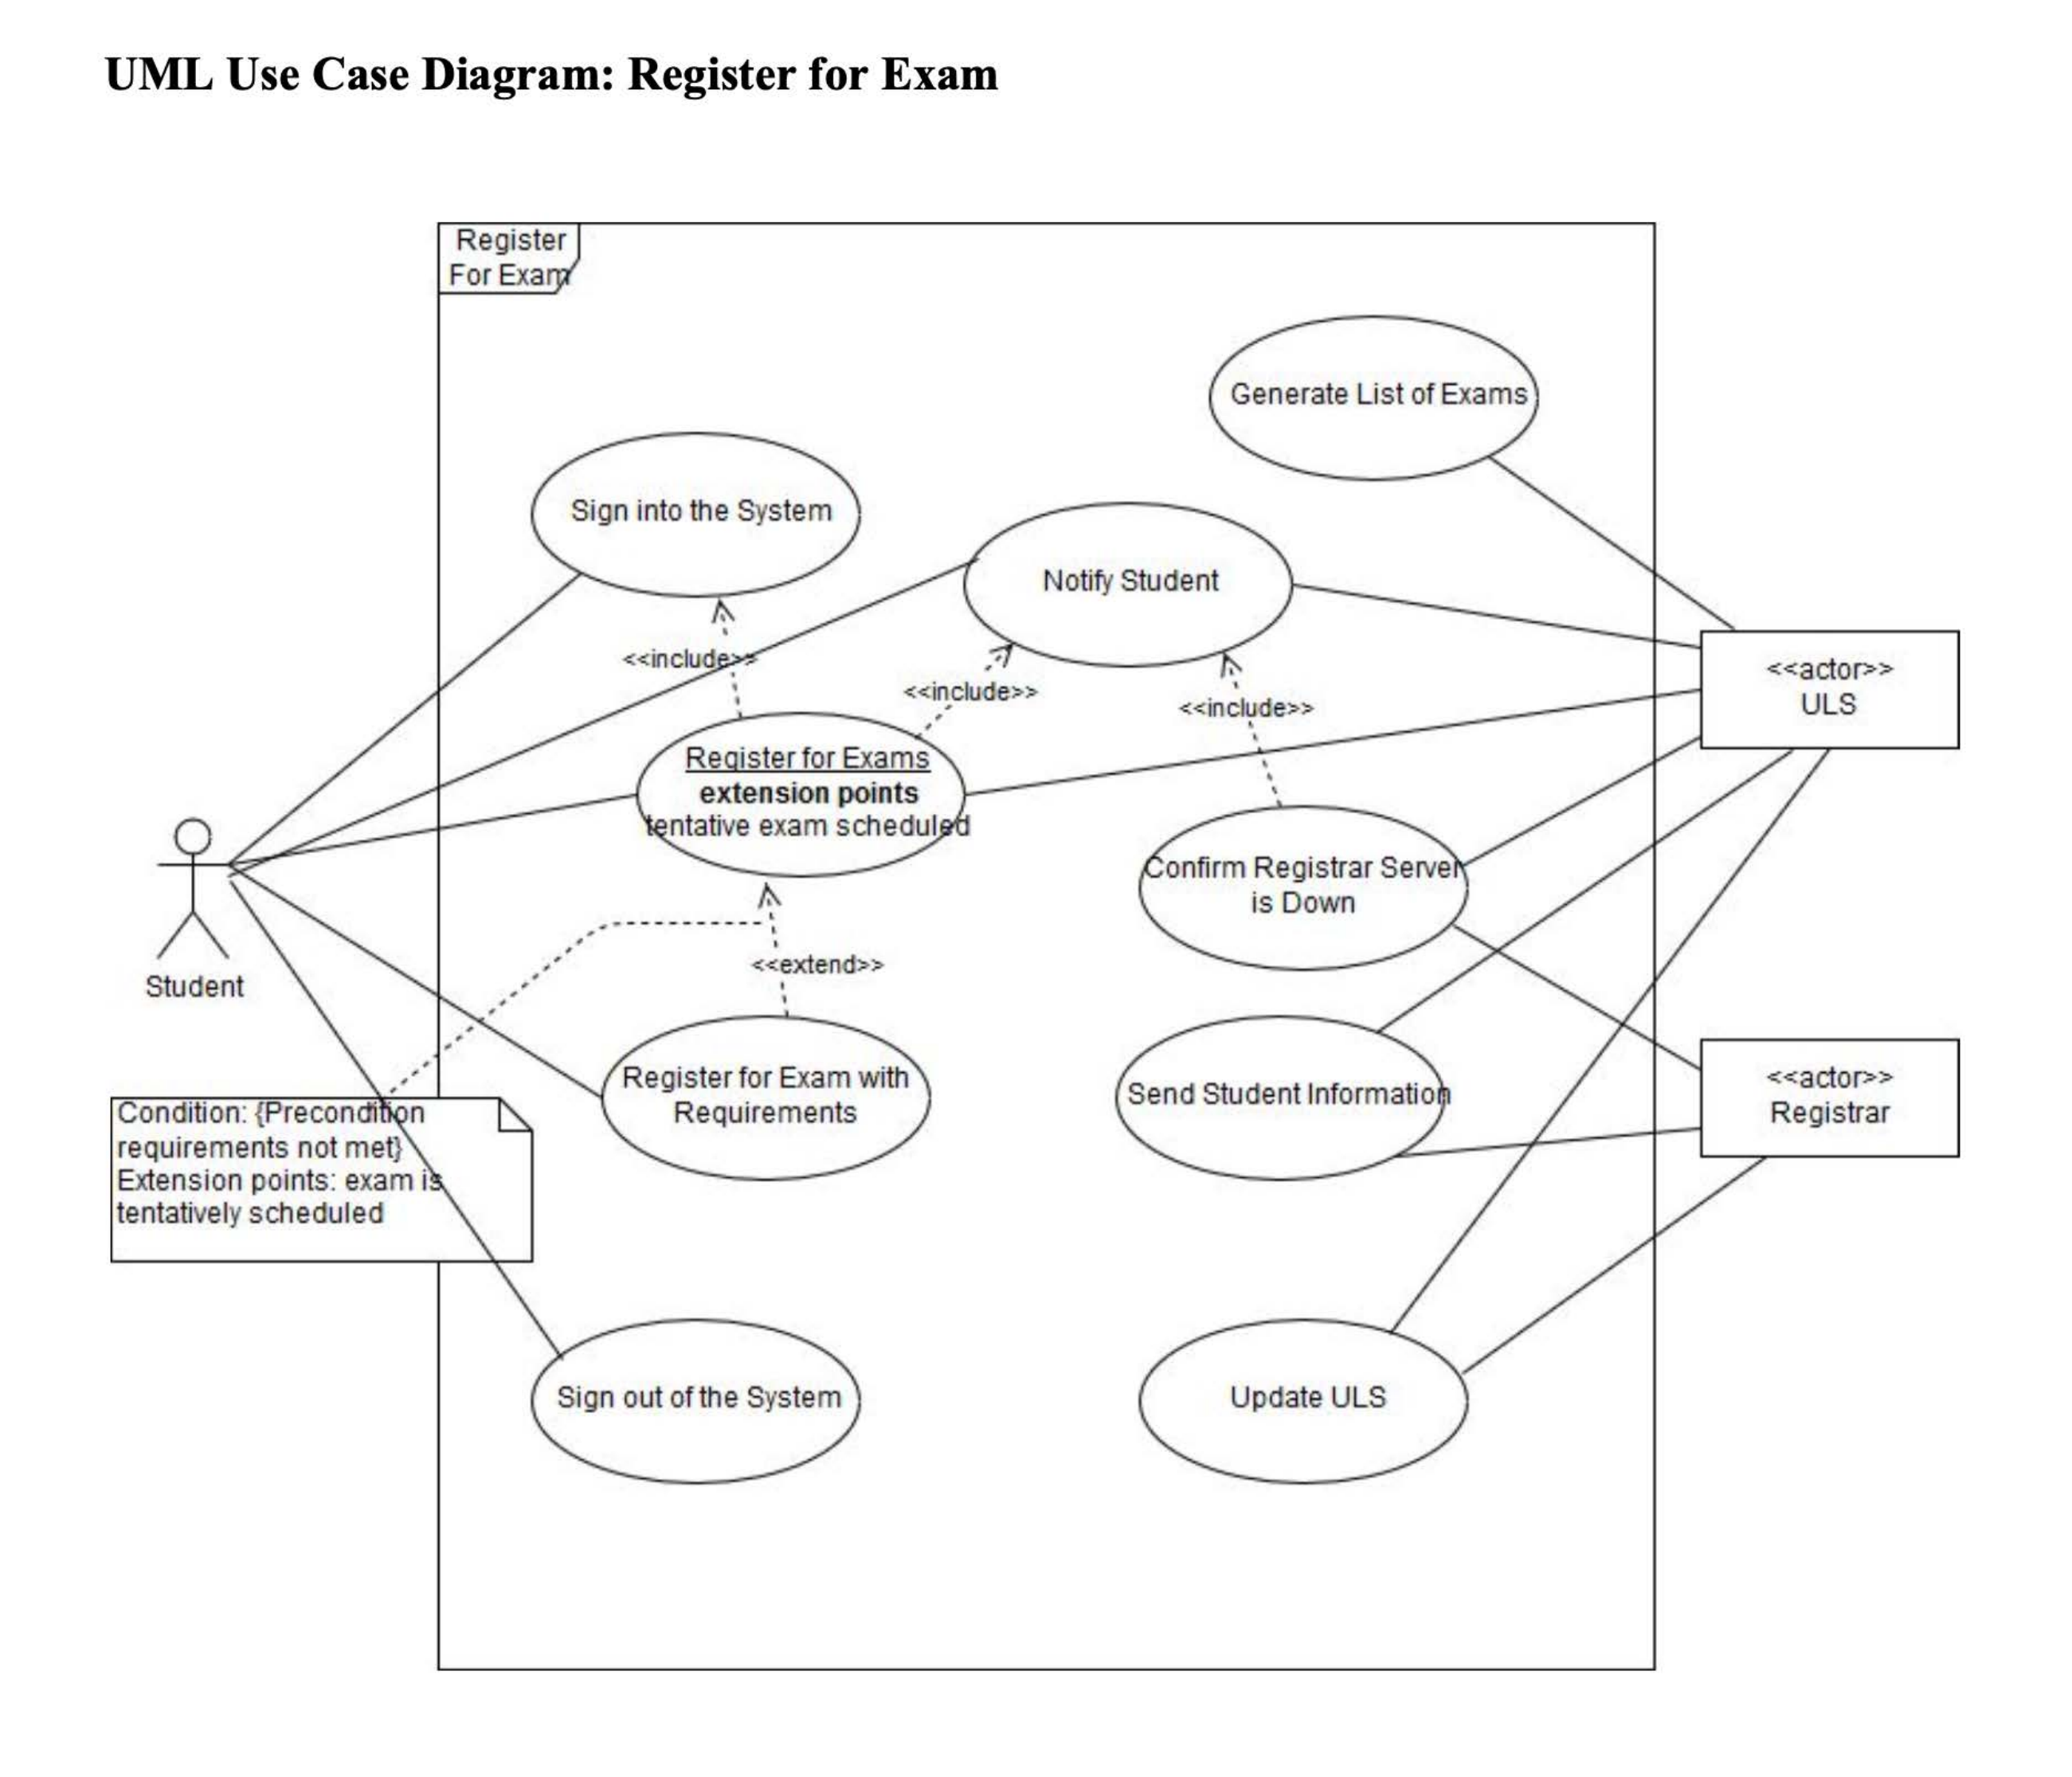 UML Use Case Diagram: Register for Exam
Register
For Exam
Generate List of Exams
Sign into the System
Notify Student
<<include>>
<<include>>
<<include>>
<<actor>>
ULS
Register for Exams
extension points
tentative exam scheduled
Confirm Registrar Server
is Down
Student
<<extend>>
Register for Exam with
Requirements
Send Student Information
<<actor>>
Registrar
Condition: {Precondition
requirements not met}
Extension points: exam is
tentatively scheduled
Sign out of the System
Update ULS